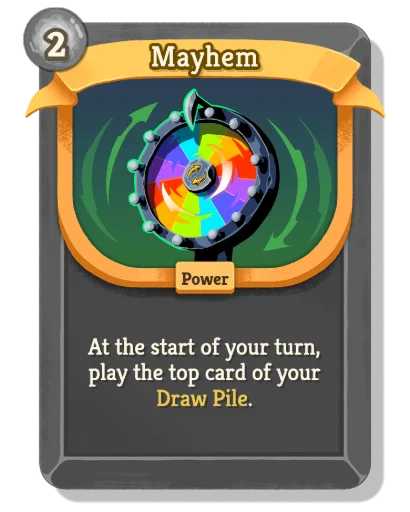 2
Mayhem
Power
At the start of your turn,
play the top card of your
Draw Pile.